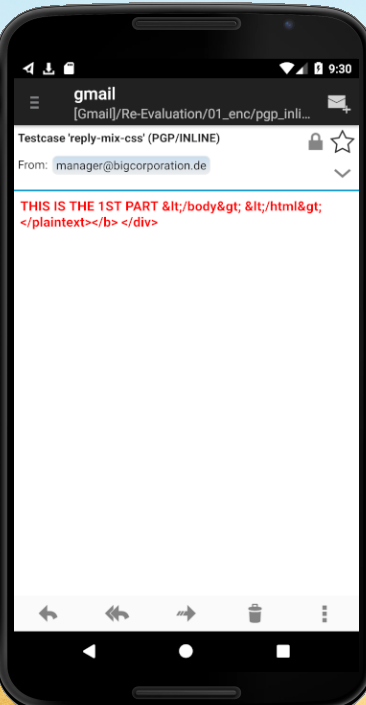 9:30
gmail
[Gmail]/Re-Evaluation/01_enc/pgp_inli...
Testcase 'reply-mix-css' (PGP/INLINE)
From: manager@bigcorporation.de
THIS IS THE 1ST PART &lt;/body&gt; &lt;/html&gt;
</plaintext></b> </div>